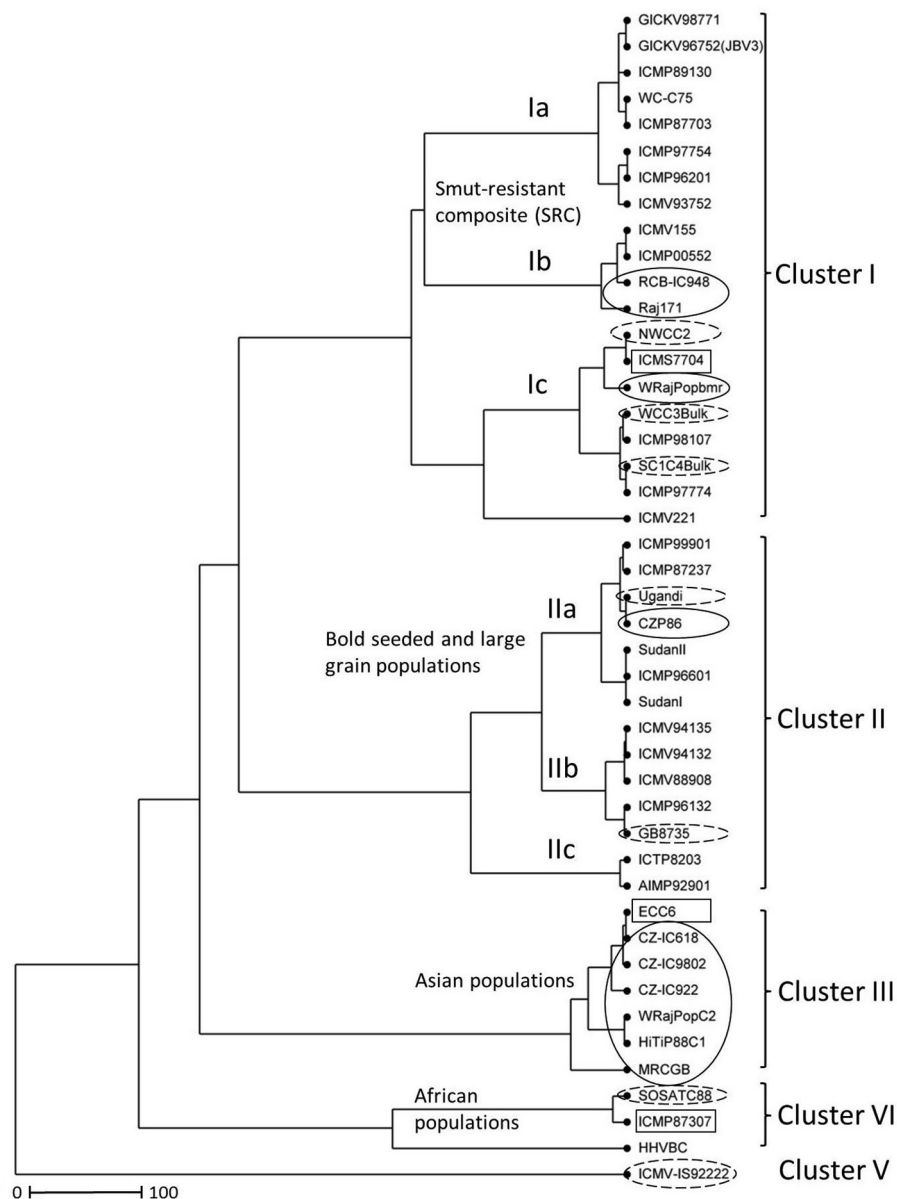 GICKV98771
GICKV96752(JBV3)
ICMP89130
WC-C75
Ia
ICMP87703
ICMP97754
ICMP96201
Smut-resistant
composite (SRC)
ICMV93752
ICMV155
ICMP00552
Ib
RCB-IC948
Cluster I
Raj171
NWCC2
ICMS7704
Ic
WRajPopbmr
WCC3Bulk
ICMP98107
SC1C4Bulk
ICMP97774
ICMV221
ICMP99901
ICMP87237
Ugandi
IIa
CZP86
Bold seeded and large
grain populations
SudanII
ICMP96601
SudanI
Cluster II
ICMV94135
ICMV94132
IIb
ICMV88908
ICMP96132
GB8735
IIc
ICTP8203
AIMP92901
ECC6
CZ-IC618
CZ-IC9802
Asian populations
CZ-IC922
Cluster III
WRajPopC2
HiTiP88C1
MRCGB
African
populations
SOSATC88
ICMP87307
Cluster VI
HHVBC
ICMV-IS92222
Cluster V
0 100